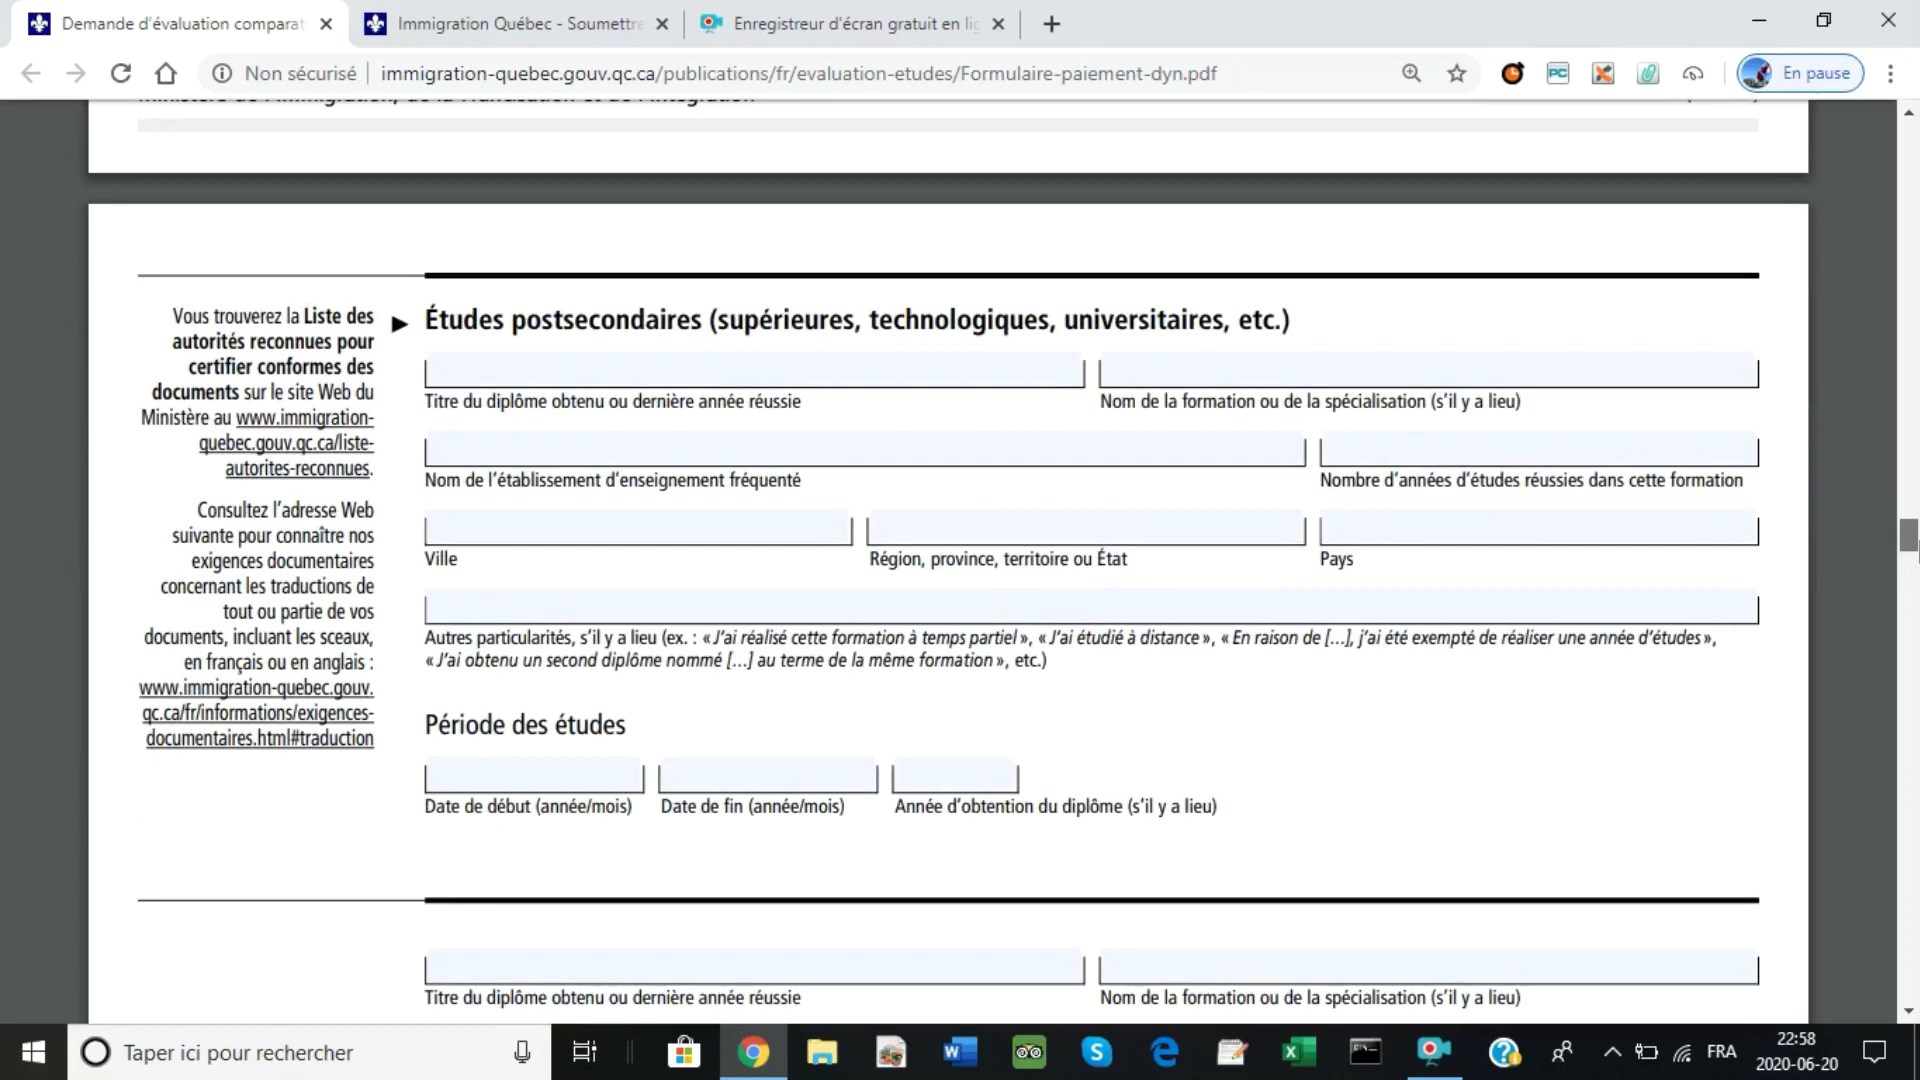 Demande d'évaluation comparat
Immigration Québec - Soumettre
Enregistreur d'écran gratuit en lig
Non sécurisé
immigration-quebec.gouv.qc.ca/publications/fr/evaluation-etudes/Formulaire-paiement-dyn.pdf
En pause
Ministère de l'Immigration, de la Francisation et de l'Intégration
Vous trouverez la Liste des
autorités reconnues pour
certifier conformes des
documents sur le site Web du
Ministère au www.immigration-
quebec.gouv.qc.ca/liste-
autorites-reconnues.
Consultez l'adresse Web
suivante pour connaître nos
exigences documentaires
concernant les traductions de
tout ou partie de vos
documents, incluant les sceaux,
en français ou en anglais :
www.immigration-quebec.gouv.
qc.ca/fr/informations/exigences-
documentaires.html#traduction
Études postsecondaires (supérieures, technologiques, universitaires, etc.)
Titre du diplôme obtenu ou dernière année réussie
Nom de la formation ou de la spécialisation (s'il y a lieu)
Nom de l'établissement d'enseignement fréquenté
Nombre d'années d'études réussies dans cette formation
Ville
Région, province, territoire ou État
Pays
Autres particularités, s'il y a lieu (ex. : « J'ai réalisé cette formation à temps partiel », « J'ai étudié à distance », « En raison de [...], j'ai été exempté de réaliser une année d'études »,
« J'ai obtenu un second diplôme nommé [...] au terme de la même formation », etc.)
Période des études
Date de début (année/mois)
Date de fin (année/mois)
Année d'obtention du diplôme (s'il y a lieu)
Titre du diplôme obtenu ou dernière année réussie
Nom de la formation ou de la spécialisation (s'il y a lieu)
Taper ici pour rechercher
FRA
22:58
2020-06-20